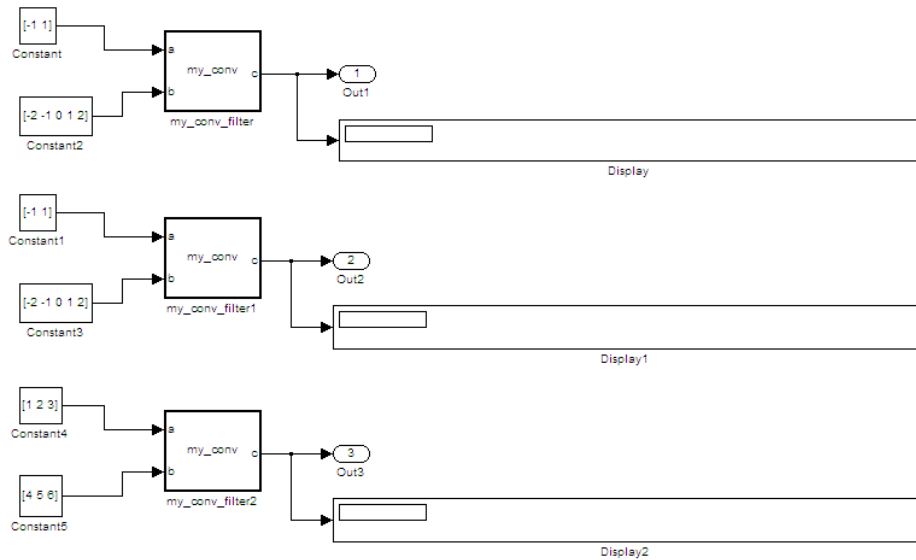 [-1 1]
Constant
a
my_conv
c
b
my_conv_filter
[-2 -1 0 1 2]
Constant2
1
Out1
Display
[-1 1]
Constant1
a
my_conv
c
b
my_conv_filter1
[-2 -1 0 1 2]
Constant3
2
Out2
Display1
[1 2 3]
Constant4
a
my_conv
c
b
my_conv_filter2
[4 5 6]
Constant5
3
Out3
Display2